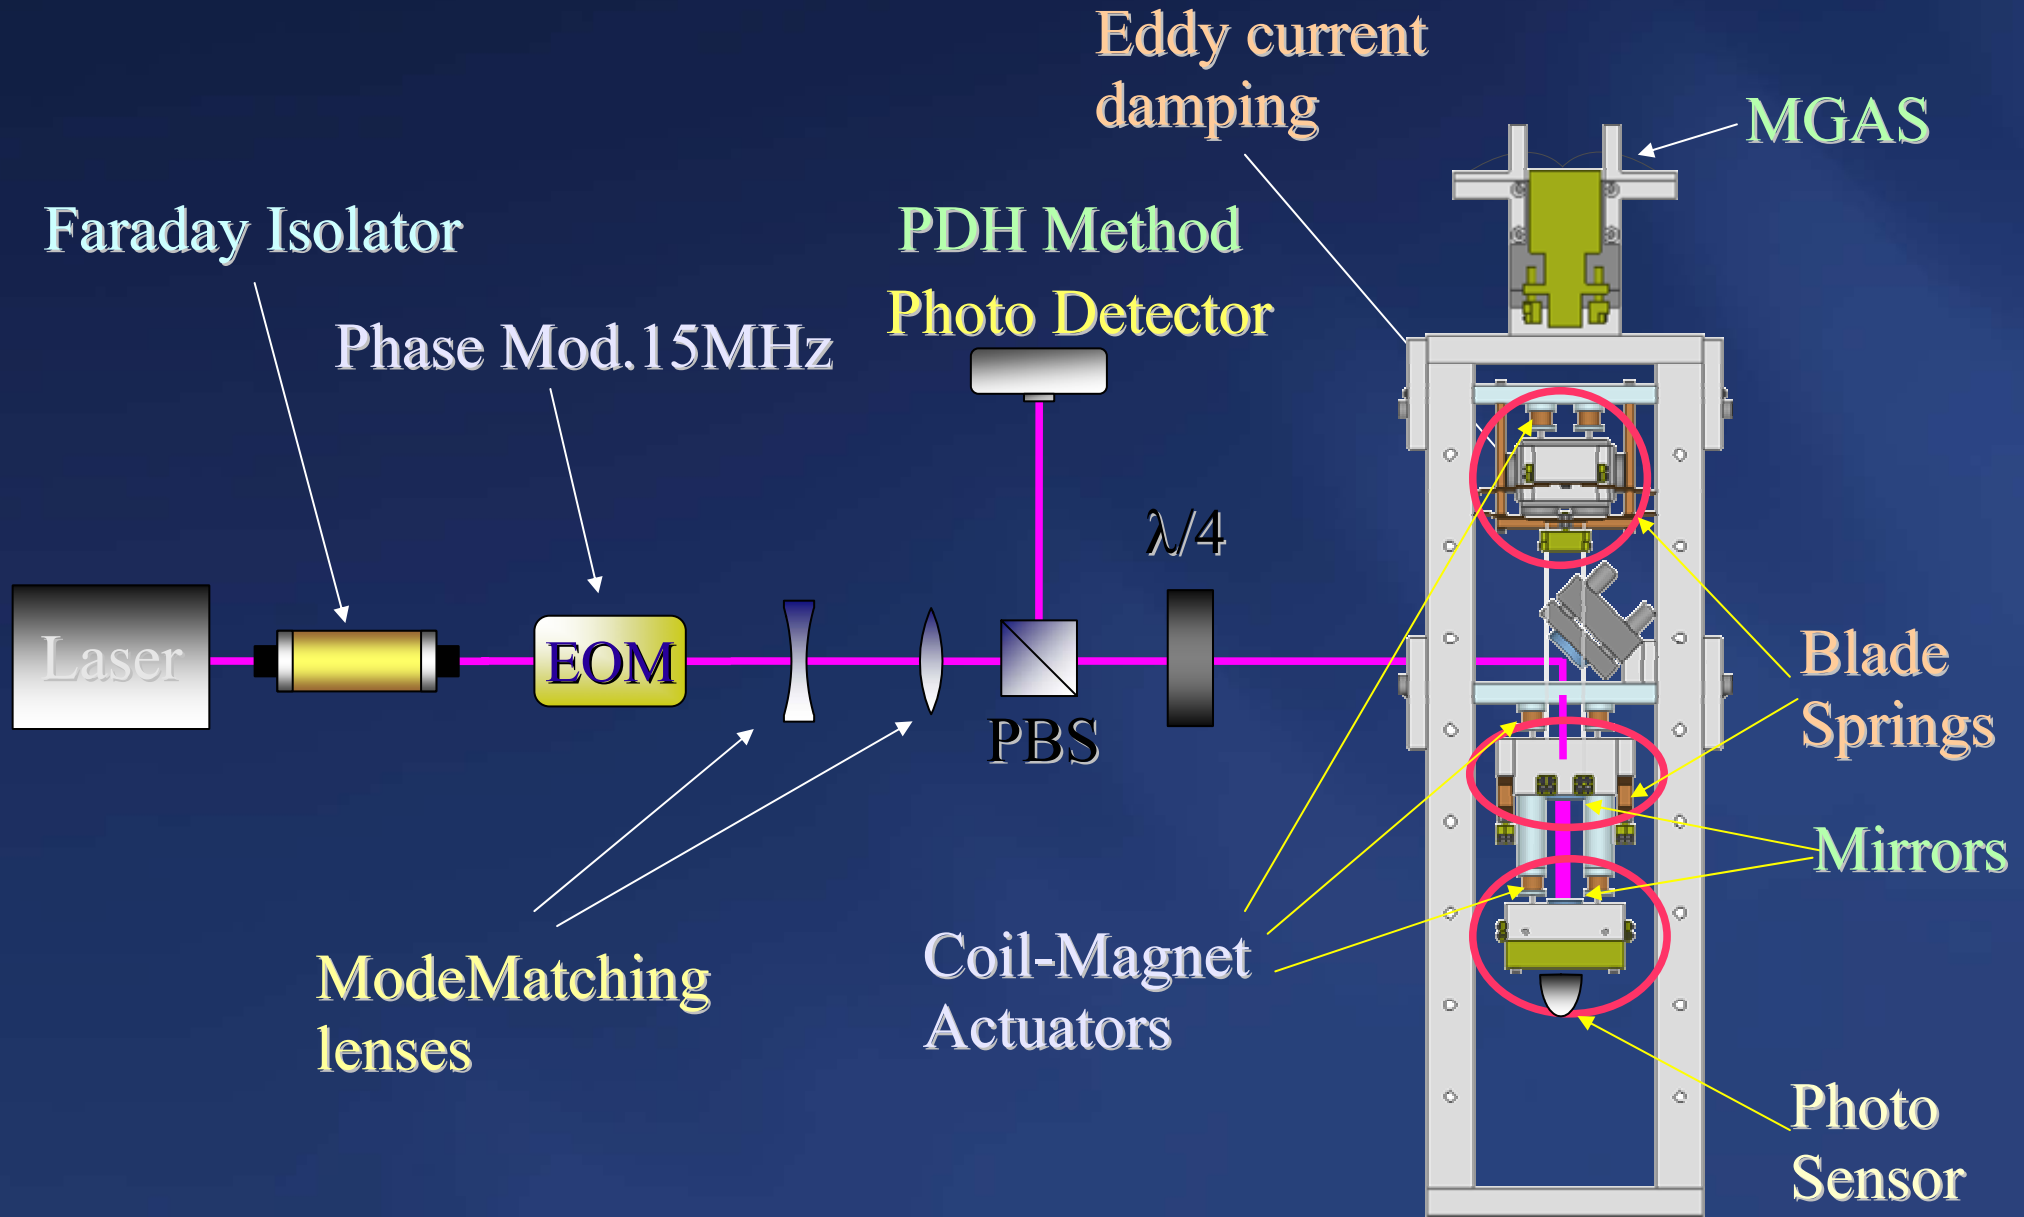 Eddy current
damping
MGAS
Faraday Isolator
PDH Method
Photo Detector
Phase Mod.15MHz
λ/4
Laser
EOM
PBS
Blade
Springs
Mirrors
ModeMatching
lenses
Coil-Magnet
Actuators
Photo
Sensor